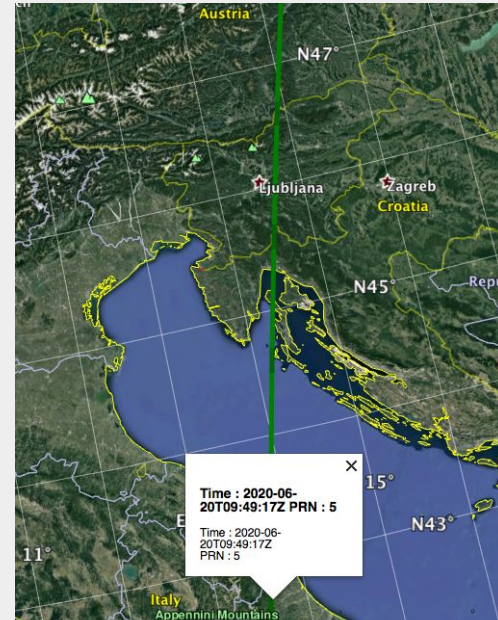 Austria
N47°
Ljubljana
Zagreb
Croatia
N45°
Repu
×
Time : 2020-06-
20T09:49:17Z PRN : 5
Time : 2020-06-
20T09:49:17Z
PRN : 5
15°
E
N43°
11°
Italy
Appennini Mountains